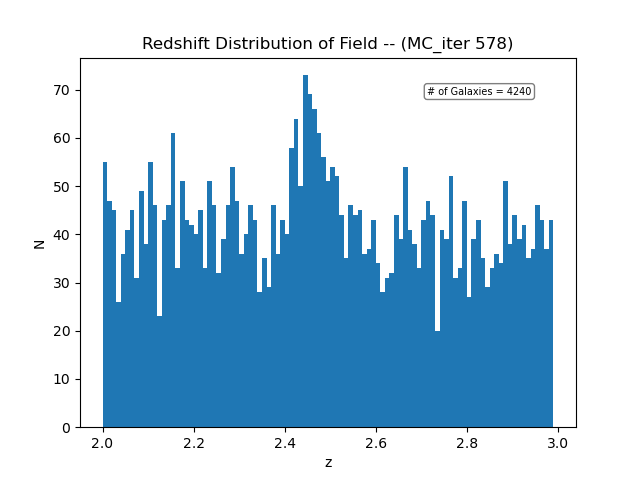 Redshift Distribution of Field -- (MC_iter 578)
# of Galaxies = 4240
70
60
50
40
30
20
10
0
N
2.0 2.2 2.4 2.6 2.8 3.0
z